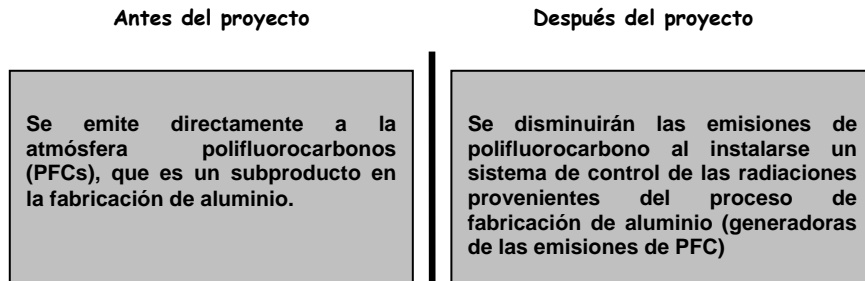 Antes del proyecto
Después del proyecto
Se emite directamente a la
atmósfera polifluorocarbonos
(PFCs), que es un subproducto en
la fabricación de aluminio.
Se disminuirán las emisiones de
polifluorocarbono al instalarse un
sistema de control de las radiaciones
provenientes del proceso de
fabricación de aluminio (generadoras
de las emisiones de PFC)